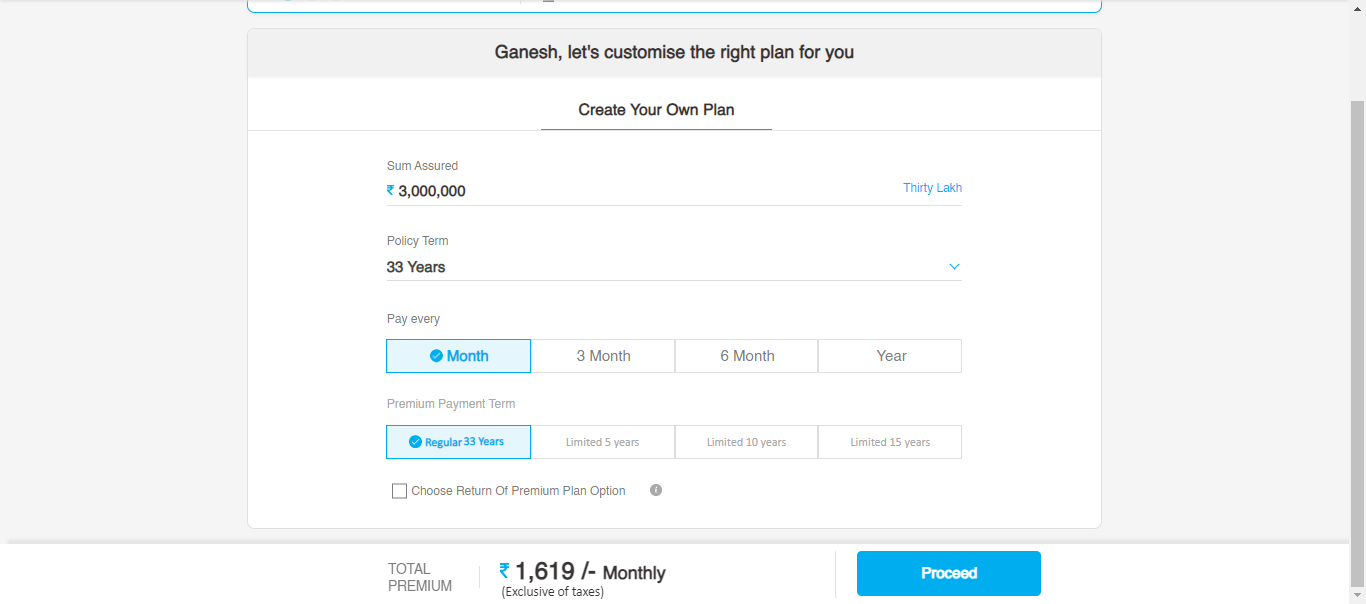 Ganesh, let's customise the right plan for you
Create Your Own Plan
Sum Assured
₹ 3,000,000
Thirty Lakh
Policy Term
33 Years
Pay every
Month
3 Month
6 Month
Year
Premium Payment Term
Regular 33 Years
Limited 5 years
Limited 10 years
Limited 15 years
Choose Return Of Premium Plan Option
TOTAL
PREMIUM
₹ 1,619 /- Monthly
(Exclusive of taxes)
Proceed